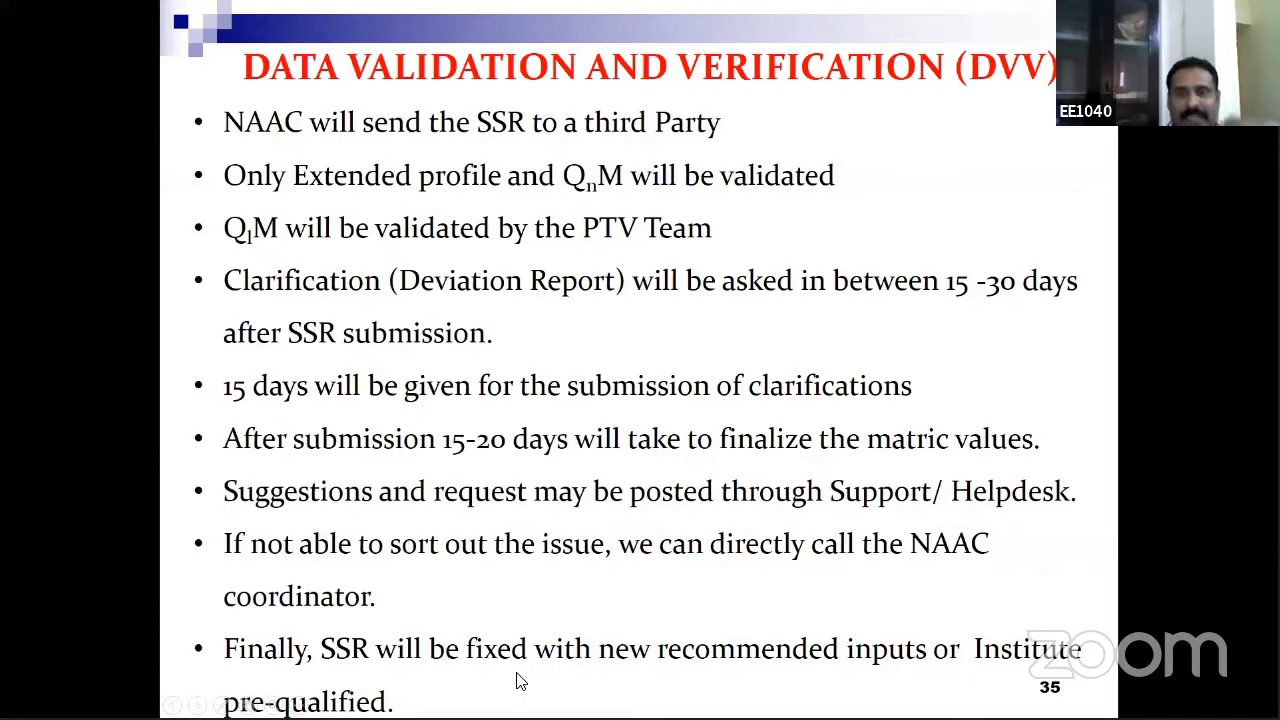 DATA VALIDATION AND VERIFICATION (DVV)
EE1040
• NAAC will send the SSR to a third Party
• Only Extended profile and QnM will be validated
• QlM will be validated by the PTV Team
• Clarification (Deviation Report) will be asked in between 15 -30 days
after SSR submission.
• 15 days will be given for the submission of clarifications
• After submission 15-20 days will take to finalize the matric values.
• Suggestions and request may be posted through Support/ Helpdesk.
• If not able to sort out the issue, we can directly call the NAAC
coordinator.
• Finally, SSR will be fixed with new recommended inputs or Institute
pre-qualified.
zoom
35